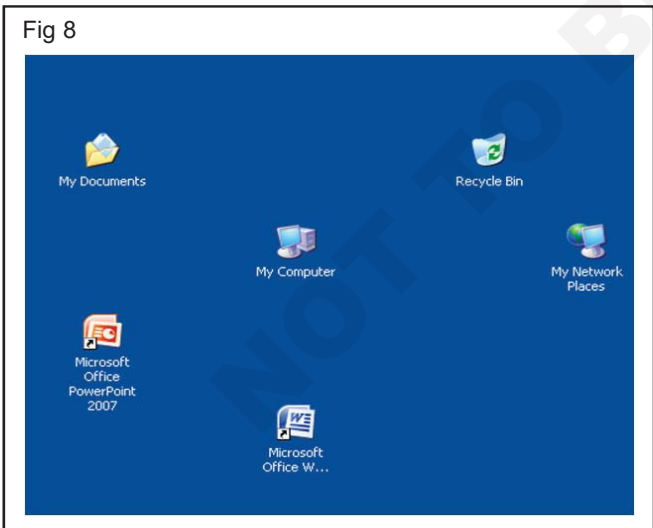 Fig 8
My Documents
Recycle Bin
My Computer
My Network
Places
Microsoft
Office
PowerPoint
2007
Microsoft
Office W...
NOT TO B